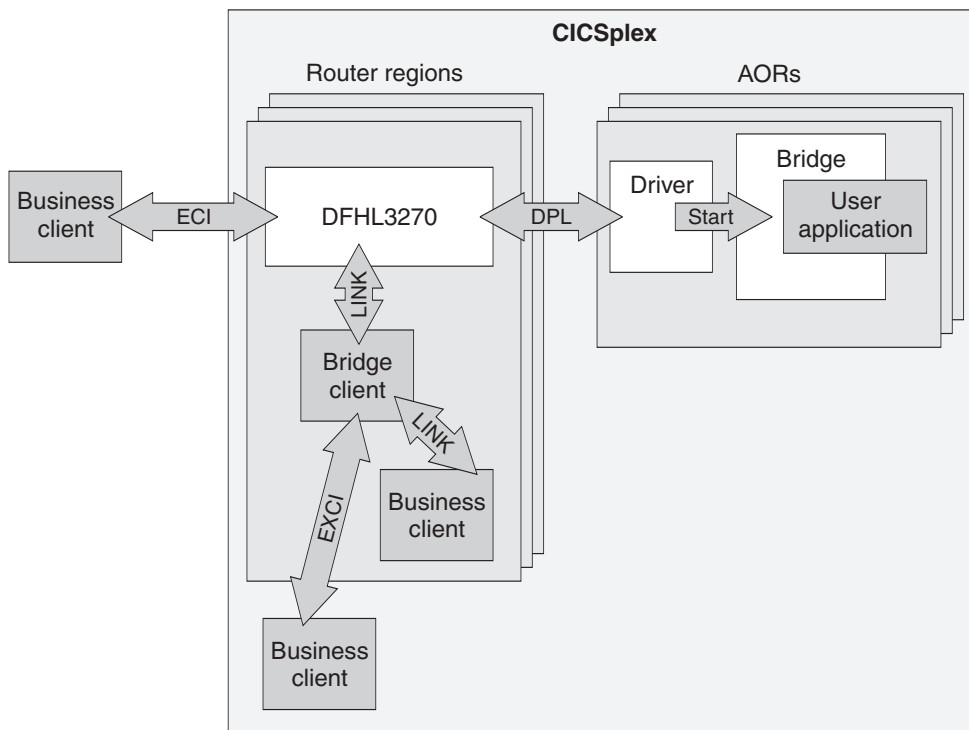 CICSplex
Router regions
AORs
Business
client
ECI
DFHL3270
DPL
Driver
Start
Bridge
User
application
LINK
Bridge
client
LINK
EXCI
Business
client
Business
client